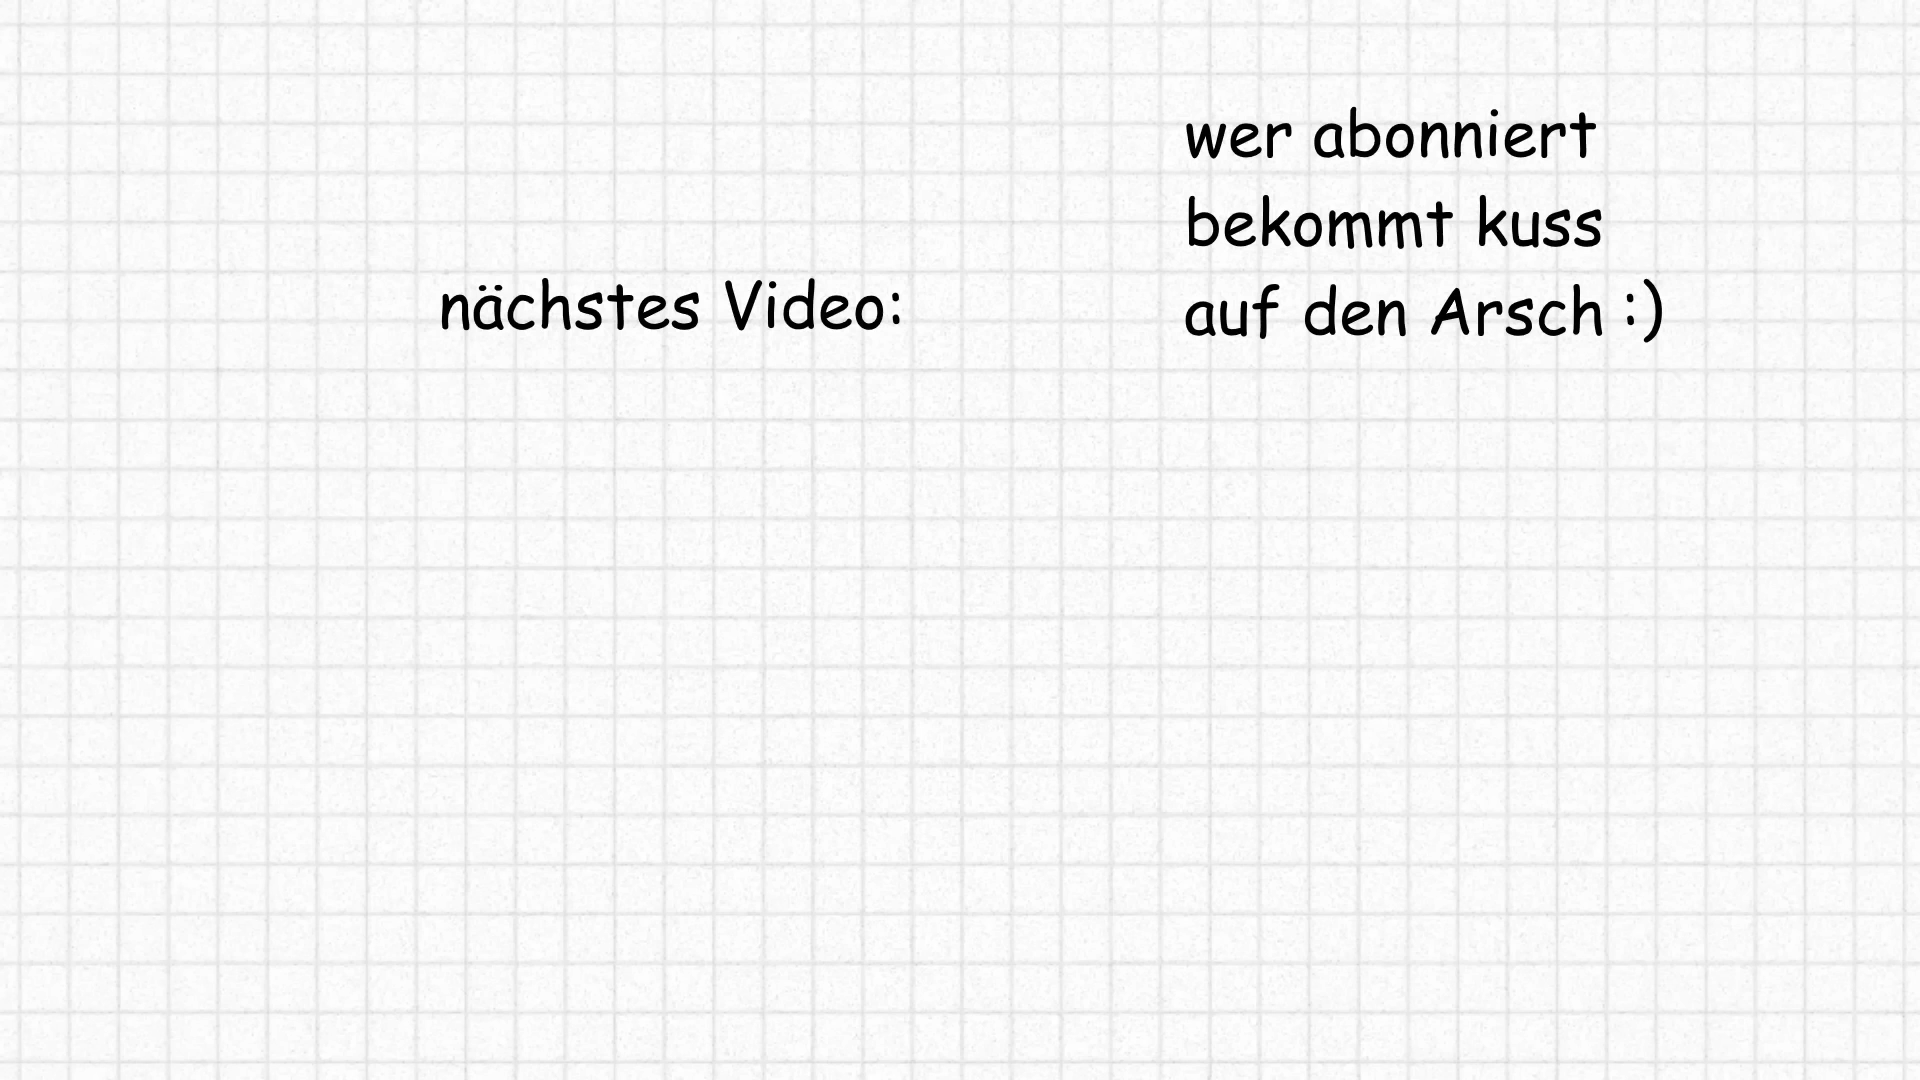 nächstes Video:
wer abonniert
bekommt kuss
auf den Arsch :)